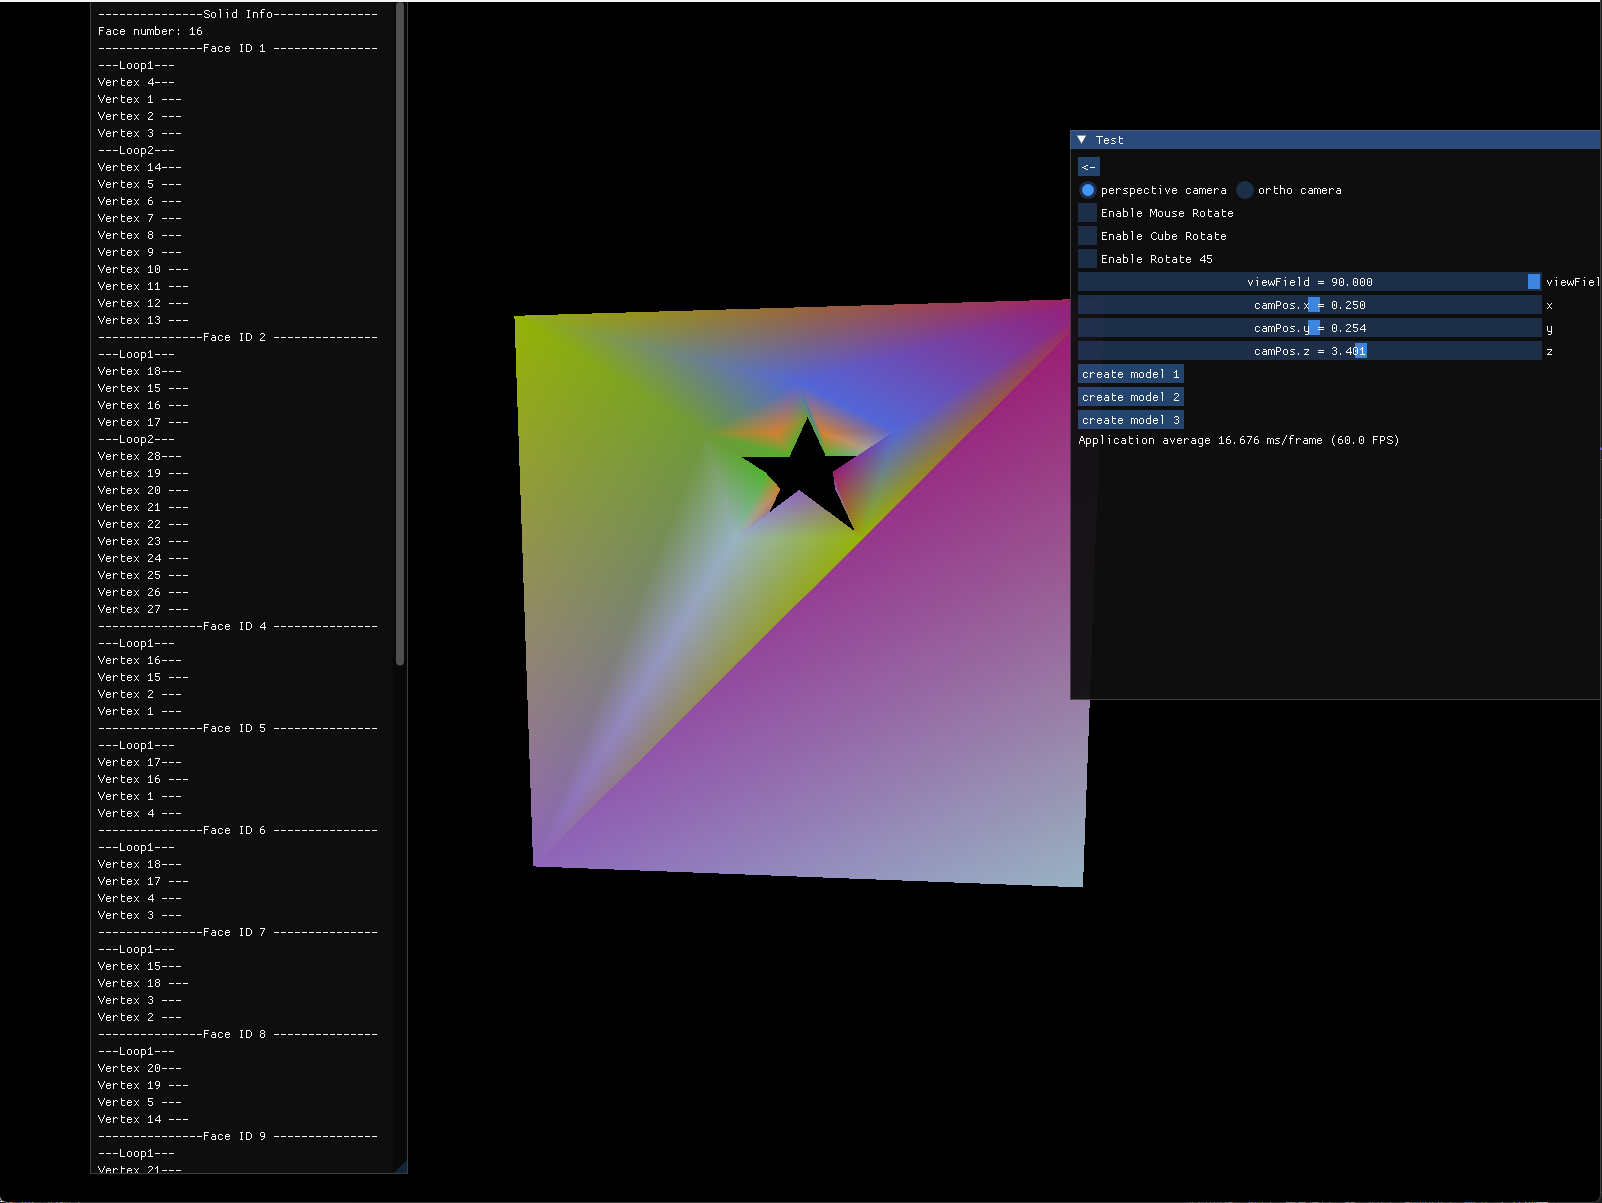 ---------------Solid Info---------------
Face number: 16
---------------Face ID 1 ---------------
---Loop1---
Vertex 4---
Vertex 1 ---
Vertex 2 ---
Vertex 3 ---
---Loop2---
Vertex 14---
Vertex 5 ---
Vertex 6 ---
Vertex 7 ---
Vertex 8 ---
Vertex 9 ---
Vertex 10 ---
Vertex 11 ---
Vertex 12 ---
Vertex 13 ---
---------------Face ID 2 ---------------
---Loop1---
Vertex 18---
Vertex 15 ---
Vertex 16 ---
Vertex 17 ---
---Loop2---
Vertex 28---
Vertex 19 ---
Vertex 20 ---
Vertex 21 ---
Vertex 22 ---
Vertex 23 ---
Vertex 24 ---
Vertex 25 ---
Vertex 26 ---
Vertex 27 ---
---------------Face ID 4 ---------------
---Loop1---
Vertex 16---
Vertex 15 ---
Vertex 2 ---
Vertex 1 ---
---------------Face ID 5 ---------------
---Loop1---
Vertex 17---
Vertex 16 ---
Vertex 1 ---
Vertex 4 ---
---------------Face ID 6 ---------------
---Loop1---
Vertex 18---
Vertex 17 ---
Vertex 4 ---
Vertex 3 ---
---------------Face ID 7 ---------------
---Loop1---
Vertex 15---
Vertex 18 ---
Vertex 3 ---
Vertex 2 ---
---------------Face ID 8 ---------------
---Loop1---
Vertex 20---
Vertex 19 ---
Vertex 5 ---
Vertex 14 ---
---------------Face ID 9 ---------------
---Loop1---
Vertex 21---
Test
<-
perspective camera ortho camera
Enable Mouse Rotate
Enable Cube Rotate
Enable Rotate 45
viewField = 90.000 viewFiel
camPos.x = 0.250 x
camPos.y = 0.254 y
camPos.z = 3.401 z
create model 1
create model 2
create model 3
Application average 16.676 ms/frame (60.0 FPS)